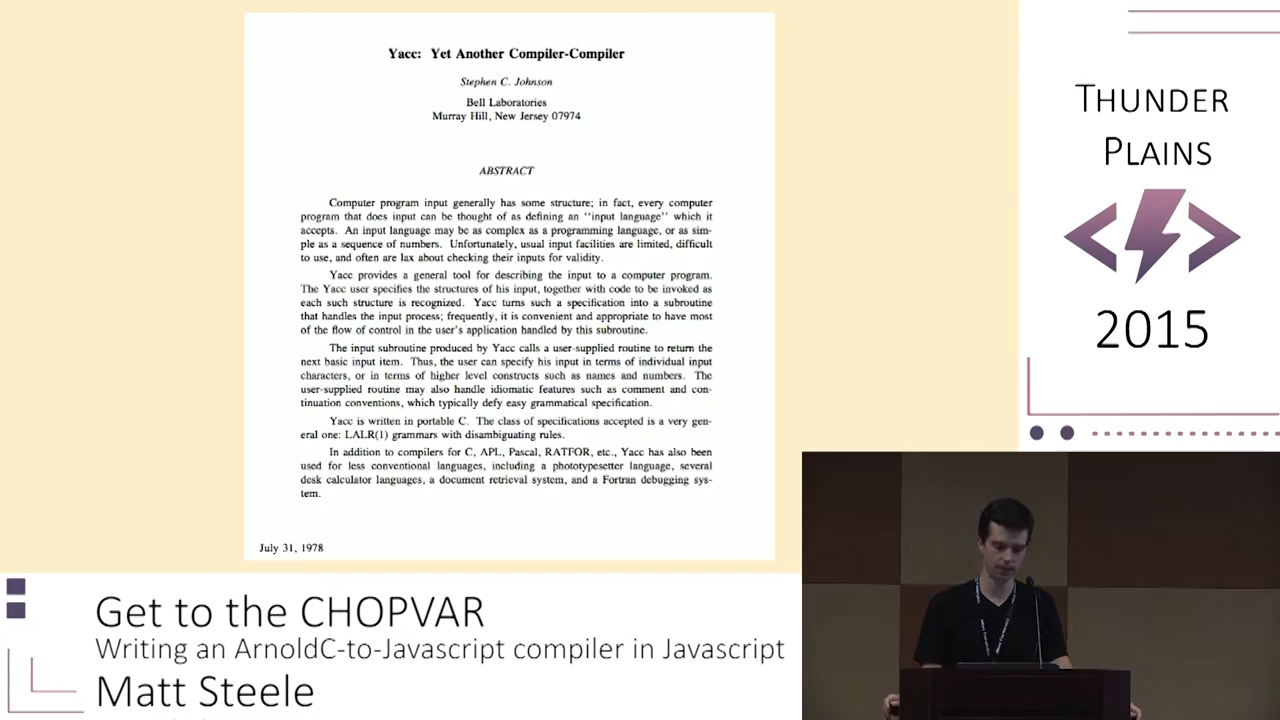 Yacc: Yet Another Compiler-Compiler
Stephen C. Johnson
Bell Laboratories
Murray Hill, New Jersey 07974
ABSTRACT
Computer program input generally has some structure; in fact, every computer
program that does input can be thought of as defining an ‘‘input language’’ which it
accepts. An input language may be as complex as a programming language, or as sim-
ple as a sequence of numbers. Unfortunately, usual input facilities are limited, difficult
to use, and often are lax about checking their inputs for validity.
Yacc provides a general tool for describing the input to a computer program.
The Yacc user specifies the structures of his input, together with code to be invoked as
each such structure is recognized. Yacc turns such a specification into a subroutine
that handles the input process; frequently, it is convenient and appropriate to have most
of the flow of control in the user's application handled by this subroutine.
The input subroutine produced by Yacc calls a user-supplied routine to return the
next basic input item. Thus, the user can specify his input in terms of individual input
characters, or in terms of higher level constructs such as names and numbers. The
user-supplied routine may also handle idiomatic features such as comment and con-
tinuation conventions, which typically defy easy grammatical specification.
Yacc is written in portable C. The class of specifications accepted is a very gen-
eral one: LALR(1) grammars with disambiguating rules.
In addition to compilers for C, APL, Pascal, RATFOR, etc., Yacc has also been
used for less conventional languages, including a phototypesetter language, several
desk calculator languages, a document retrieval system, and a Fortran debugging sys-
tem.
July 31, 1978
THUNDER
PLAINS
2015
Get to the CHOPVAR
Writing an ArnoldC-to-Javascript compiler in Javascript
Matt Steele